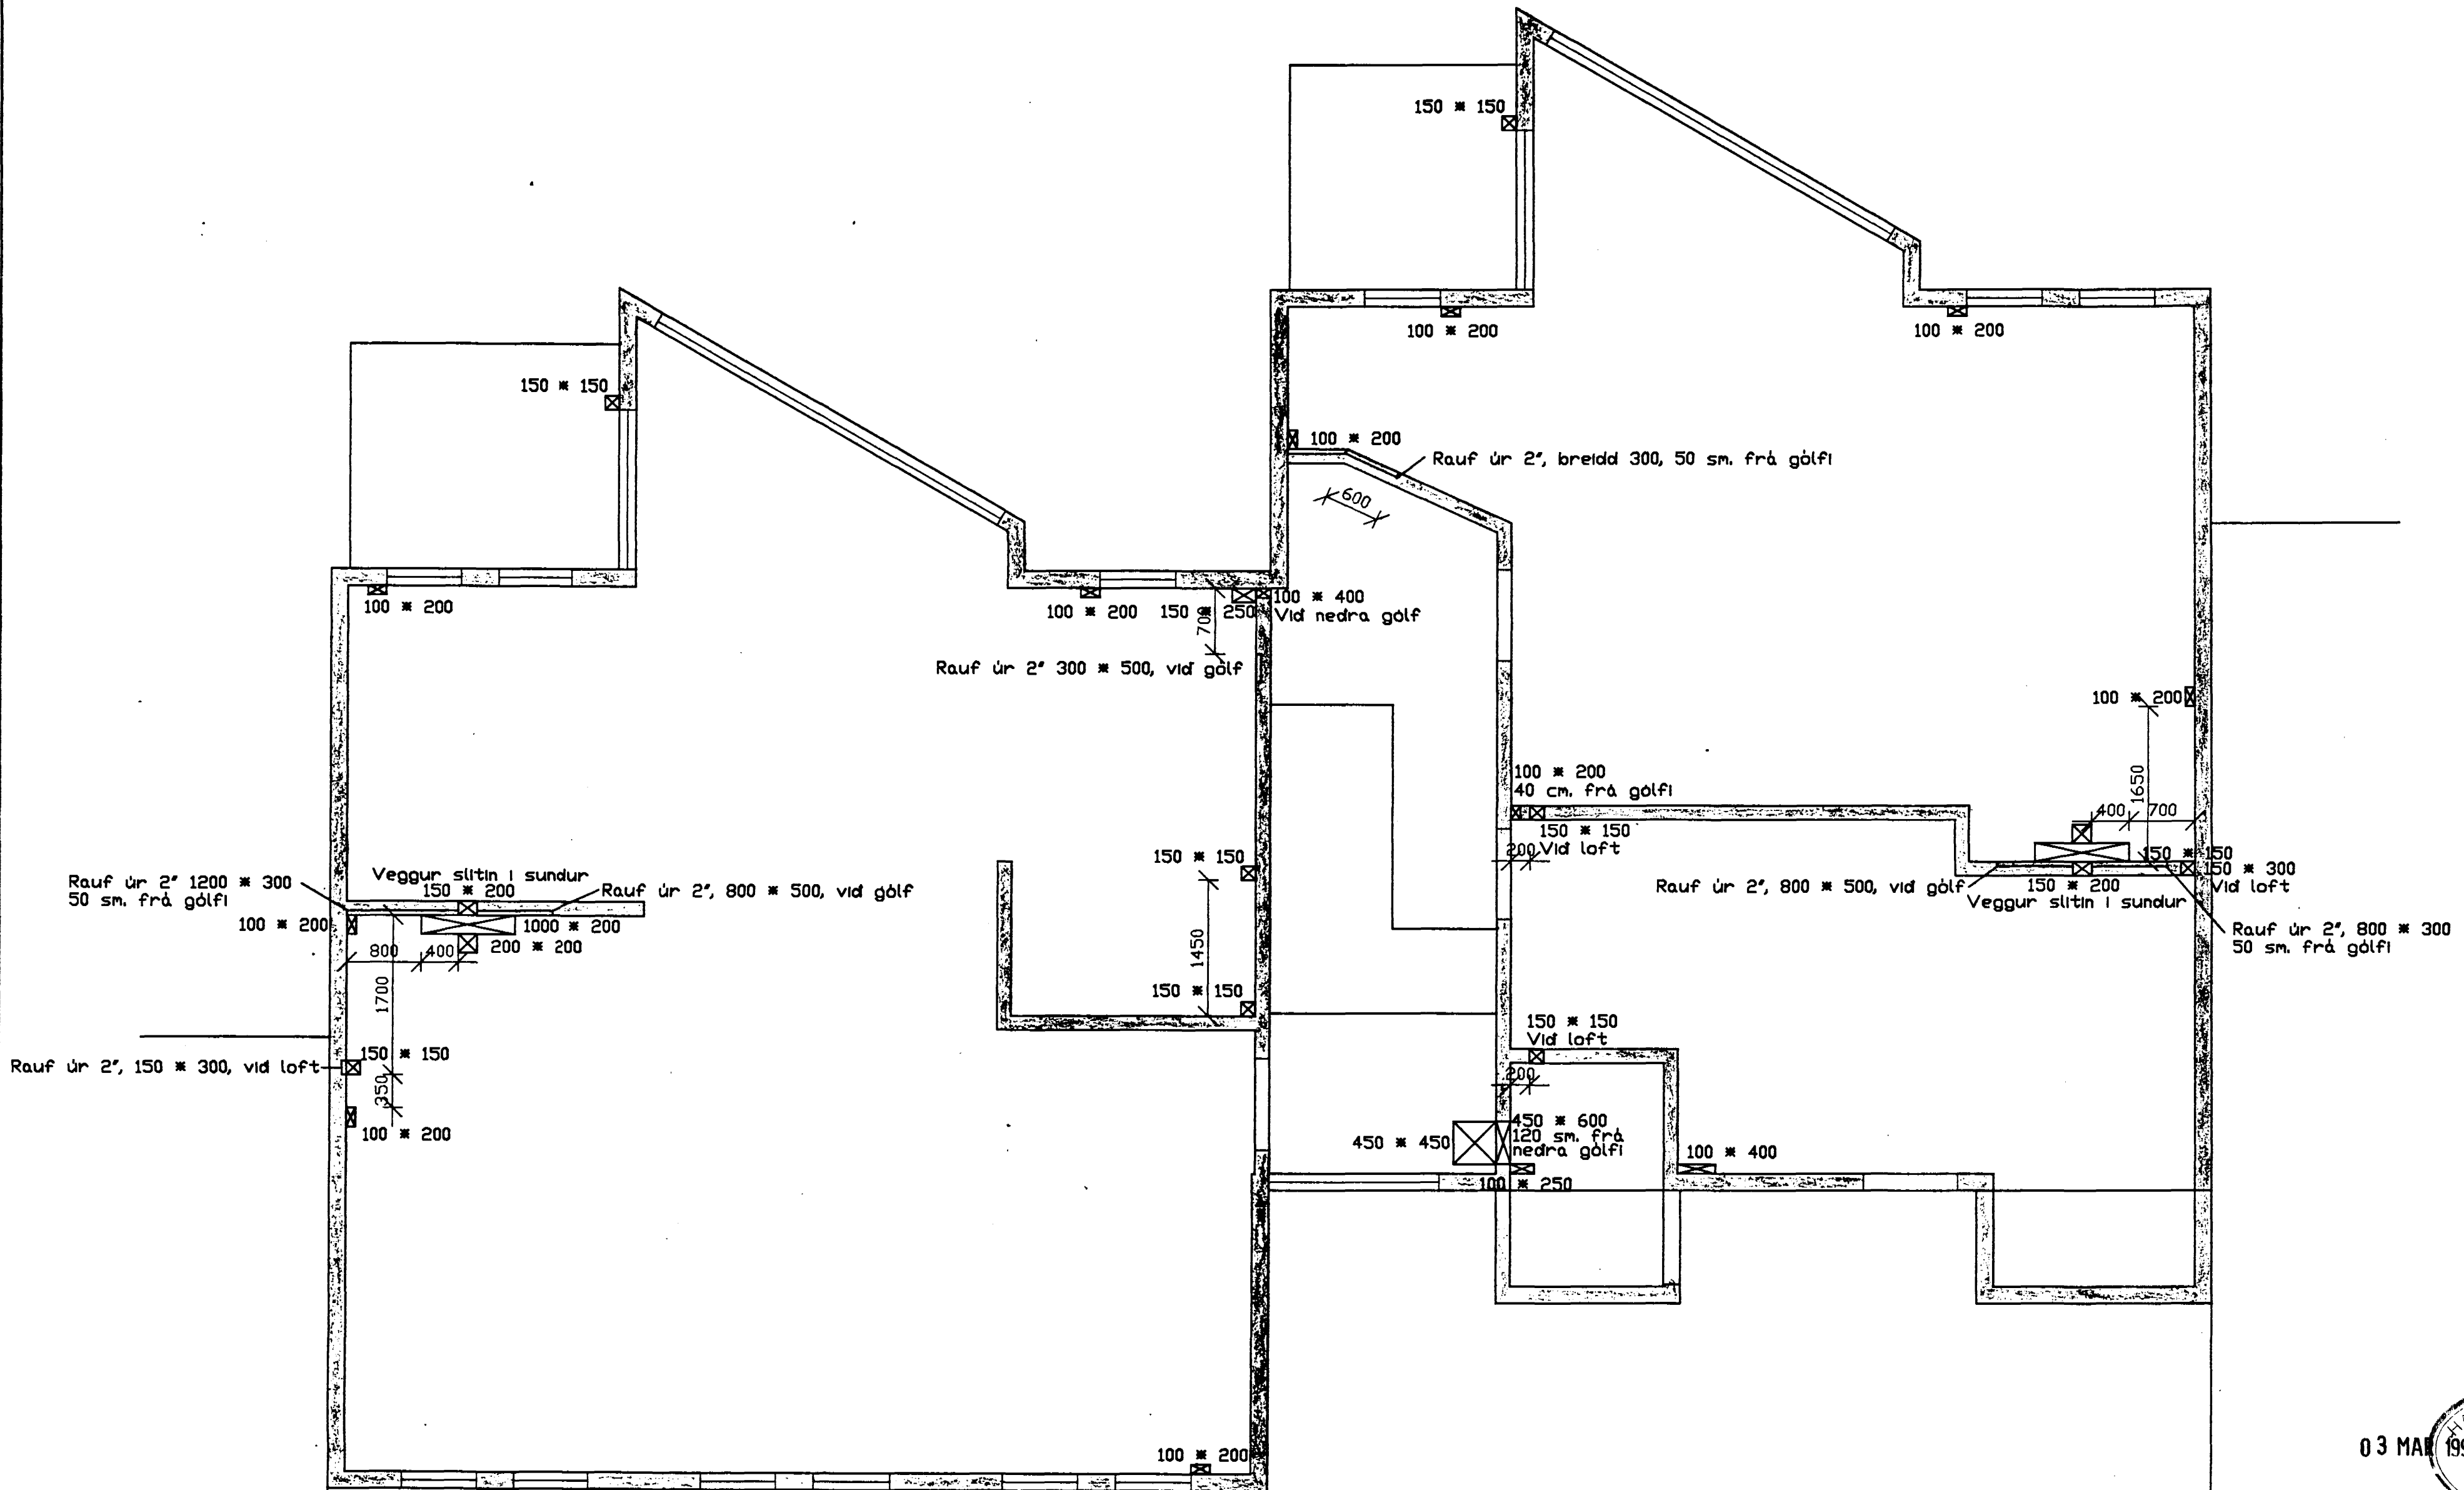 150 * 150
100 * 200
100 * 200
150 * 150
100 * 200
Rauf úr 2", breidd 300, 50 sm. frá gólfi
600
100 * 200
100 * 200
150 * 250
100 * 400
Við neðra gólf
700
Rauf úr 2" 300 * 500, við gólf
100 * 200
1650
100 * 200
40 cm. frá gólfi
400
700
150 * 150
Við loft
200
150 * 150
150 * 150
150 * 300
Við loft
Rauf úr 2", 800 * 500, við gólf
150 * 200
Veggur slitin í sundur
Rauf úr 2", 800 * 300
50 sm. frá gólfi
Veggur slitin í sundur
Rauf úr 2" 1200 * 300
50 sm. frá gólfi
150 * 200
Rauf úr 2", 800 * 500, við gólf
100 * 200
1000 * 200
200 * 200
800
400
1700
1450
150 * 150
150 * 150
Við loft
200
150 * 150
Rauf úr 2", 150 * 300, við loft
350
100 * 200
450 * 450
450 * 600
120 sm. frá
neðra gólfi
100 * 400
100 * 250
100 * 200
03 MAR 199